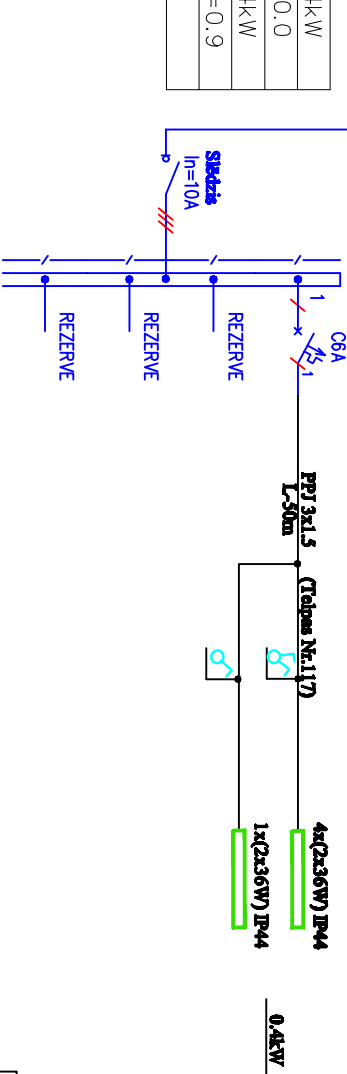 kW
0.0
kW
=0.9
Slēdzis
In=10A
1
C6A
1
REZERVE
REZERVE
REZERVE
PPJ 3x1.5
L-50m
(Telpas Nr.117)
4x(2x36W) IP44
1x(2x36W) IP44
0.4kW